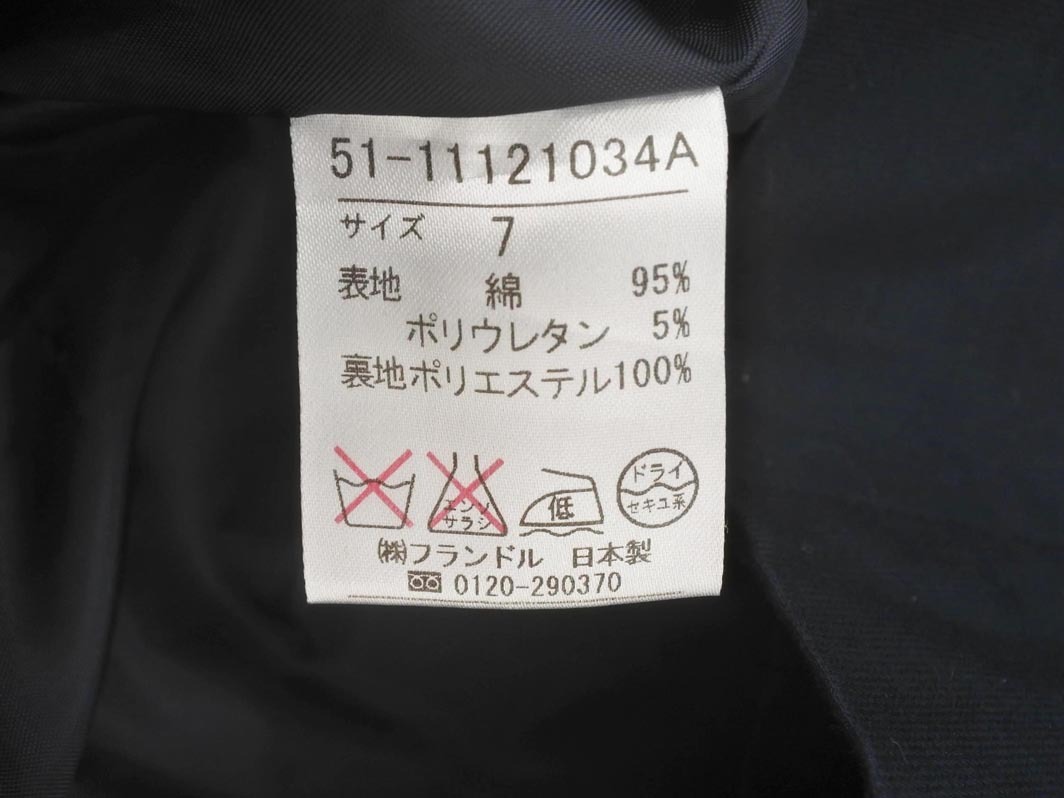 51-11121034A
サイズ 7
表地 綿 95%
ポリウレタン 5%
裏地ポリエステル100%
エンソサラシ
低
ドライ
セキユ系
㈱フランドル 日本製
0120-290370